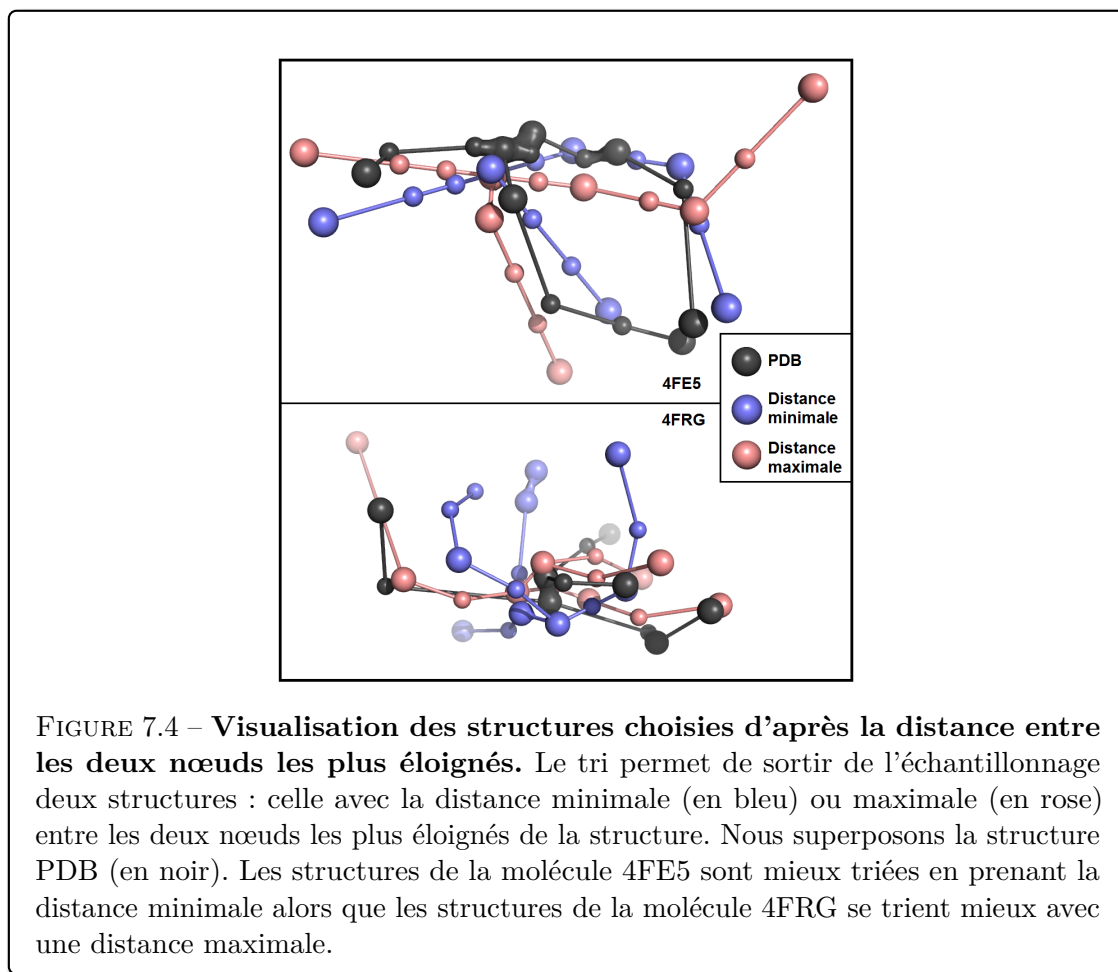 4FE5
PDB
Distance
minimale
Distance
maximale
4FRG
FIGURE 7.4 – Visualisation des structures choisies d'après la distance entre
les deux nœuds les plus éloignés. Le tri permet de sortir de l'échantillonnage
deux structures : celle avec la distance minimale (en bleu) ou maximale (en rose)
entre les deux nœuds les plus éloignés de la structure. Nous superposons la structure
PDB (en noir). Les structures de la molécule 4FE5 sont mieux triées en prenant la
distance minimale alors que les structures de la molécule 4FRG se trient mieux avec
une distance maximale.